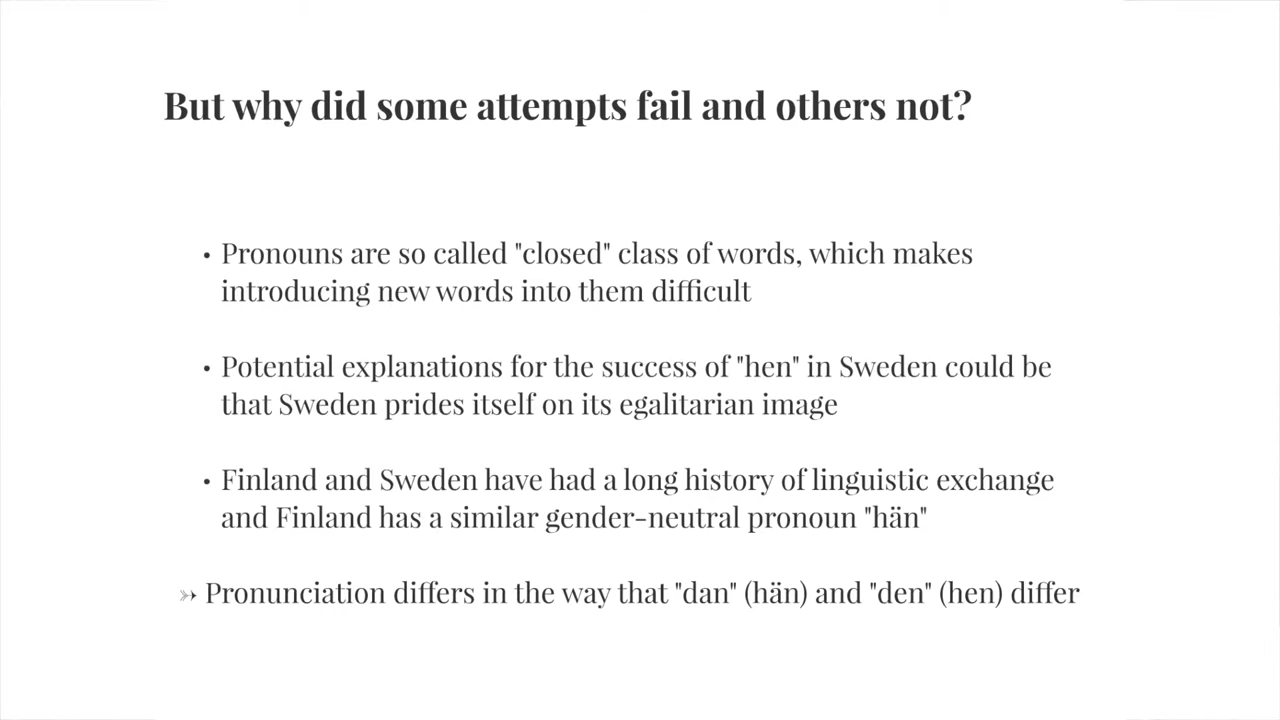 But why did some attempts fail and others not?
• Pronouns are so called "closed" class of words, which makes
introducing new words into them difficult
• Potential explanations for the success of "hen" in Sweden could be
that Sweden prides itself on its egalitarian image
• Finland and Sweden have had a long history of linguistic exchange
and Finland has a similar gender-neutral pronoun "hän"
➳ Pronunciation differs in the way that "dan" (hän) and "den" (hen) differ